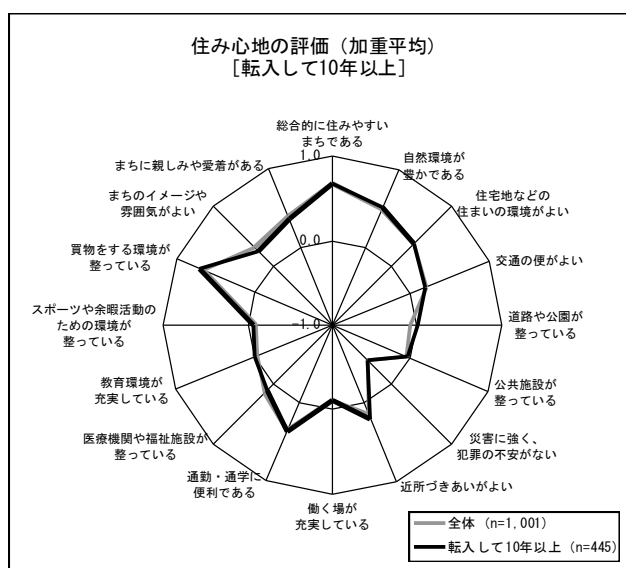 住み心地の評価（加重平均）
［転入して10年以上］
総合的に住みやすい
まちである
1.0
自然環境が
豊かである
住宅地などの
住まいの環境がよい
交通の便がよい
道路や公園が
整っている
公共施設が
整っている
災害に強く、
犯罪の不安がない
近所づきあいがよい
働く場が
充実している
通勤・通学に
便利である
医療機関や福祉施設が
整っている
教育環境が
充実している
スポーツや余暇活動の
ための環境が
整っている
買物をする環境が
整っている
まちのイメージや
雰囲気がよい
まちに親しみや愛着がある
0.0
-1.0
全体（n=1,001）
転入して10年以上（n=445）